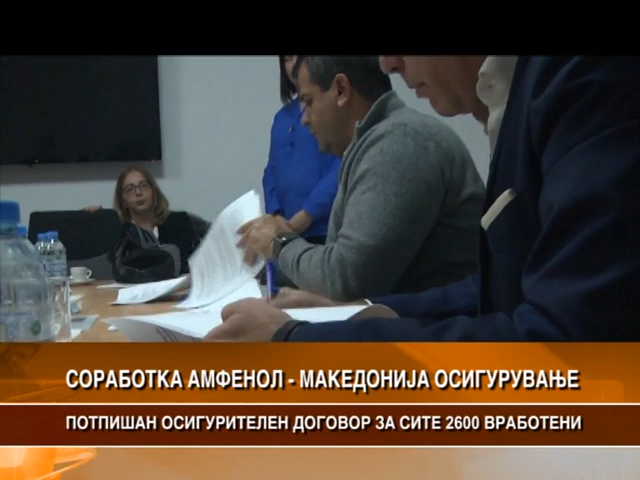 СОРАБОТКА АМФЕНОЛ - МАКЕДОНИЈА ОСИГУРУВАЊЕ
ПОТПИШАН ОСИГУРИТЕЛЕН ДОГОВОР ЗА СИТЕ 2600 ВРАБОТЕНИ